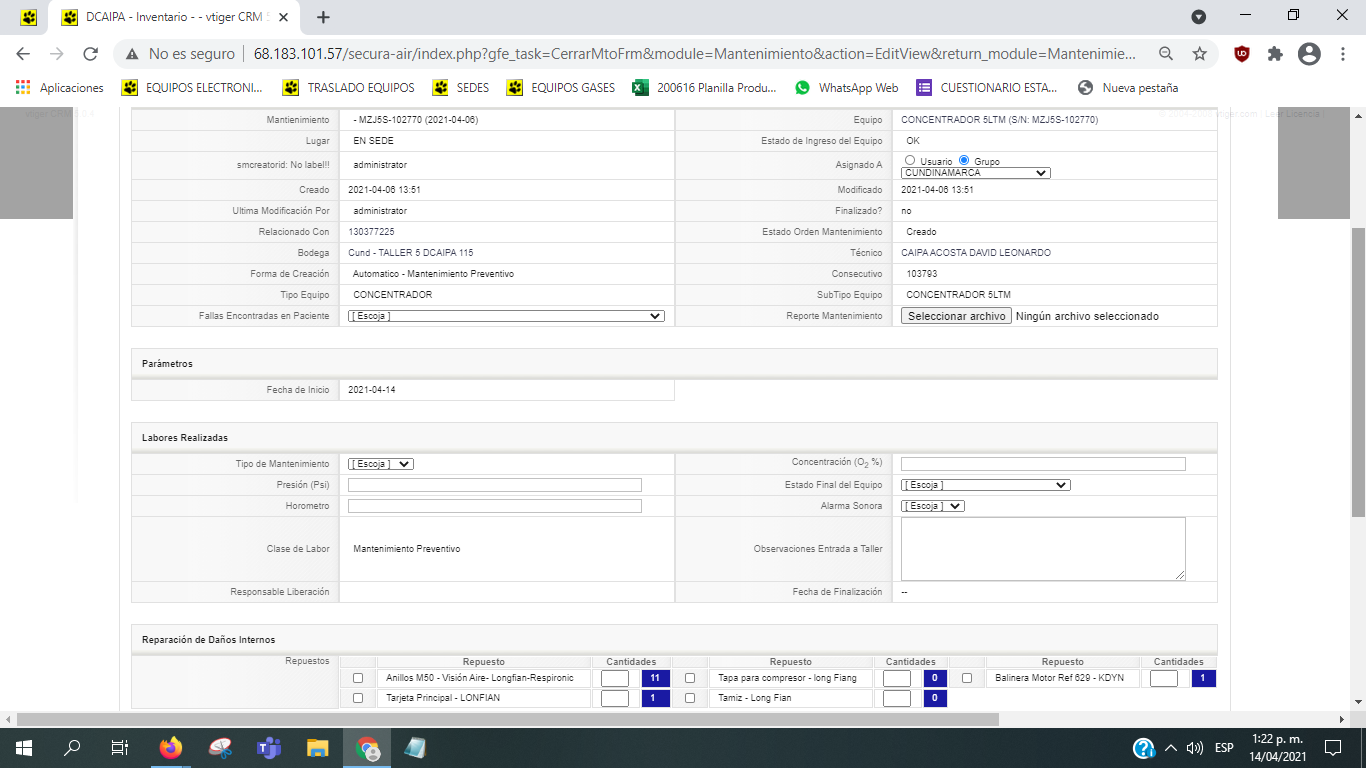 DCAIPA - Inventario - - vtiger CRM
No es seguro 68.183.101.57/secura-air/index.php?gfe_task=CerrarMtoFrm&module=Mantenimiento&action=EditView&return_module=Mantenimie...
Aplicaciones EQUIPOS ELECTRONI... TRASLADO EQUIPOS SEDES EQUIPOS GASES 200616 Planilla Produ... WhatsApp Web CUESTIONARIO ESTA... Nueva pestaña
Mantienimiento - MZJ5S-102770 (2021-04-06) Equipo CONCENTRADOR 5LTM (S/N: MZJ5S-102770)
Lugar EN SEDE Estado de Ingreso del Equipo OK
smcreatorid: No label!! administrator Asignado A Usuario Grupo
CUNDINAMARCA
Creado 2021-04-06 13:51 Modificado 2021-04-06 13:51
Ultima Modificación Por administrator Finalizado? no
Relacionado Con 130377225 Estado Orden Mantenimiento Creado
Bodega Cund - TALLER 5 DCAIPA 115 Técnico CAIPA ACOSTA DAVID LEONARDO
Forma de Creación Automatico - Mantenimiento Preventivo Consecutivo 103793
Tipo Equipo CONCENTRADOR SubTipo Equipo CONCENTRADOR 5LTM
Fallas Encontradas en Paciente [ Escoja ] Reporte Mantenimiento Seleccionar archivo Ningún archivo seleccionado
Parámetros
Fecha de Inicio 2021-04-14
Labores Realizadas
Tipo de Mantenimiento [ Escoja ] Concentración (O2 %)
Presión (Psi) Estado Final del Equipo [ Escoja ]
Horometro Alarma Sonora [ Escoja ]
Clase de Labor Mantenimiento Preventivo Observaciones Entrada a Taller
Responsable Liberación Fecha de Finalización --
Reparación de Daños Internos
Repuestos Repuesto Cantidades Repuesto Cantidades Repuesto Cantidades
Anillos M50 - Visión Aire- Longfian-Respironic 11 Tapa para compresor - long Fiang 0 Balinera Motor Ref 629 - KDYN 1
Tarjeta Principal - LONFIAN 1 Tamiz - Long Fian 0
ESP 1:22 p. m.
14/04/2021